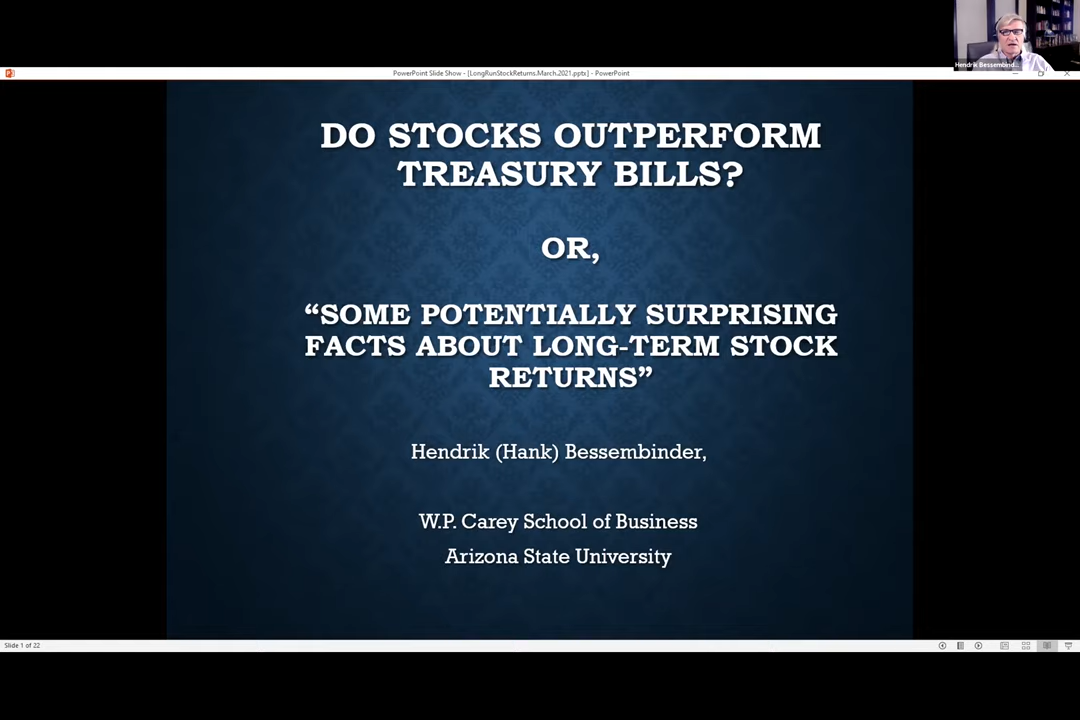 Hendrik Bessembind...
PowerPoint Slide Show - [LongRunStockReturns.March.2021.pptx] - PowerPoint
DO STOCKS OUTPERFORM
TREASURY BILLS?
OR,
“SOME POTENTIALLY SURPRISING
FACTS ABOUT LONG-TERM STOCK
RETURNS”
Hendrik (Hank) Bessembinder,
W.P. Carey School of Business
Arizona State University
Slide 1 of 22